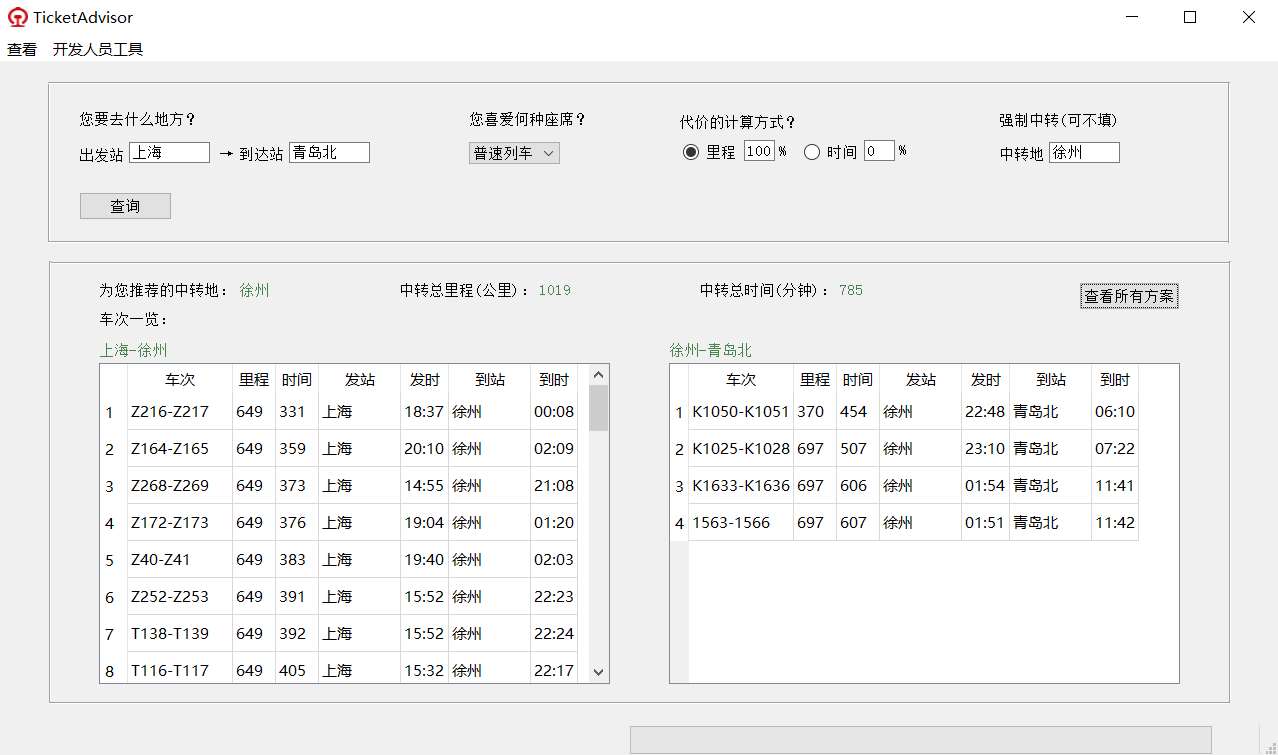 TicketAdvisor
查看 开发人员工具
您要去什么地方? 您喜爱何种座席? 代价的计算方式? 强制中转(可不填)
出发站 上海 → 到达站 青岛北 普速列车 里程 100 % 时间 0 % 中转地 徐州
查询
为您推荐的中转地: 徐州 中转总里程(公里): 1019 中转总时间(分钟): 785 查看所有方案
车次一览:
上海-徐州
车次 里程 时间 发站 发时 到站 到时
1 Z216-Z217 649 331 上海 18:37 徐州 00:08
2 Z164-Z165 649 359 上海 20:10 徐州 02:09
3 Z268-Z269 649 373 上海 14:55 徐州 21:08
4 Z172-Z173 649 376 上海 19:04 徐州 01:20
5 Z40-Z41 649 383 上海 19:40 徐州 02:03
6 Z252-Z253 649 391 上海 15:52 徐州 22:23
7 T138-T139 649 392 上海 15:52 徐州 22:24
8 T116-T117 649 405 上海 15:32 徐州 22:17
徐州-青岛北
车次 里程 时间 发站 发时 到站 到时
1 K1050-K1051 370 454 徐州 22:48 青岛北 06:10
2 K1025-K1028 697 507 徐州 23:10 青岛北 07:22
3 K1633-K1636 697 606 徐州 01:54 青岛北 11:41
4 1563-1566 697 607 徐州 01:51 青岛北 11:42